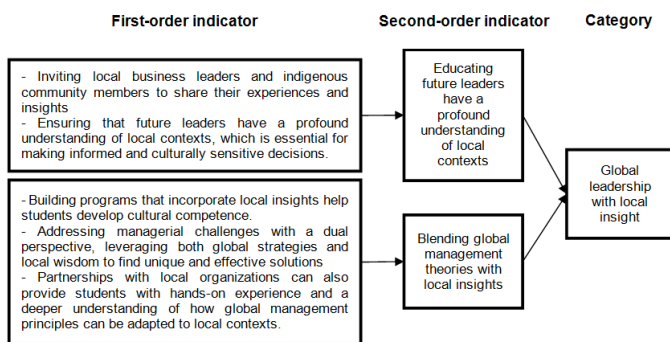 First-order indicator
Second-order indicator
Category
- Inviting local business leaders and indigenous
community members to share their experiences and
insights
- Ensuring that future leaders have a profound
understanding of local contexts, which is essential for
making informed and culturally sensitive decisions.
Educating
future leaders
have a
profound
understanding
of local
contexts
- Building programs that incorporate local insights help
students develop cultural competence.
- Addressing managerial challenges with a dual
perspective, leveraging both global strategies and
local wisdom to find unique and effective solutions
- Partnerships with local organizations can also
provide students with hands-on experience and a
deeper understanding of how global management
principles can be adapted to local contexts.
Blending global
management
theories with
local insights
Global
leadership
with local
insight